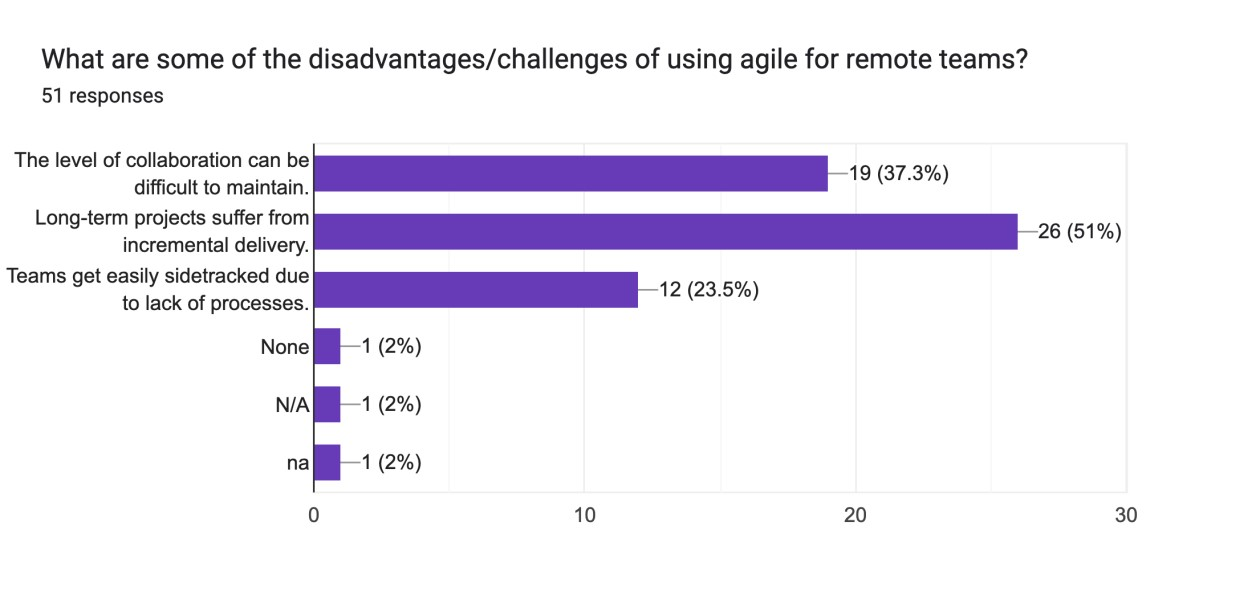 What are some of the disadvantages/challenges of using agile for remote teams?
51 responses
The level of collaboration can be
difficult to maintain.
19 (37.3%)
Long-term projects suffer from
incremental delivery.
26 (51%)
Teams get easily sidetracked due
to lack of processes.
12 (23.5%)
None
1 (2%)
N/A
1 (2%)
na
1 (2%)
0
10
20
30